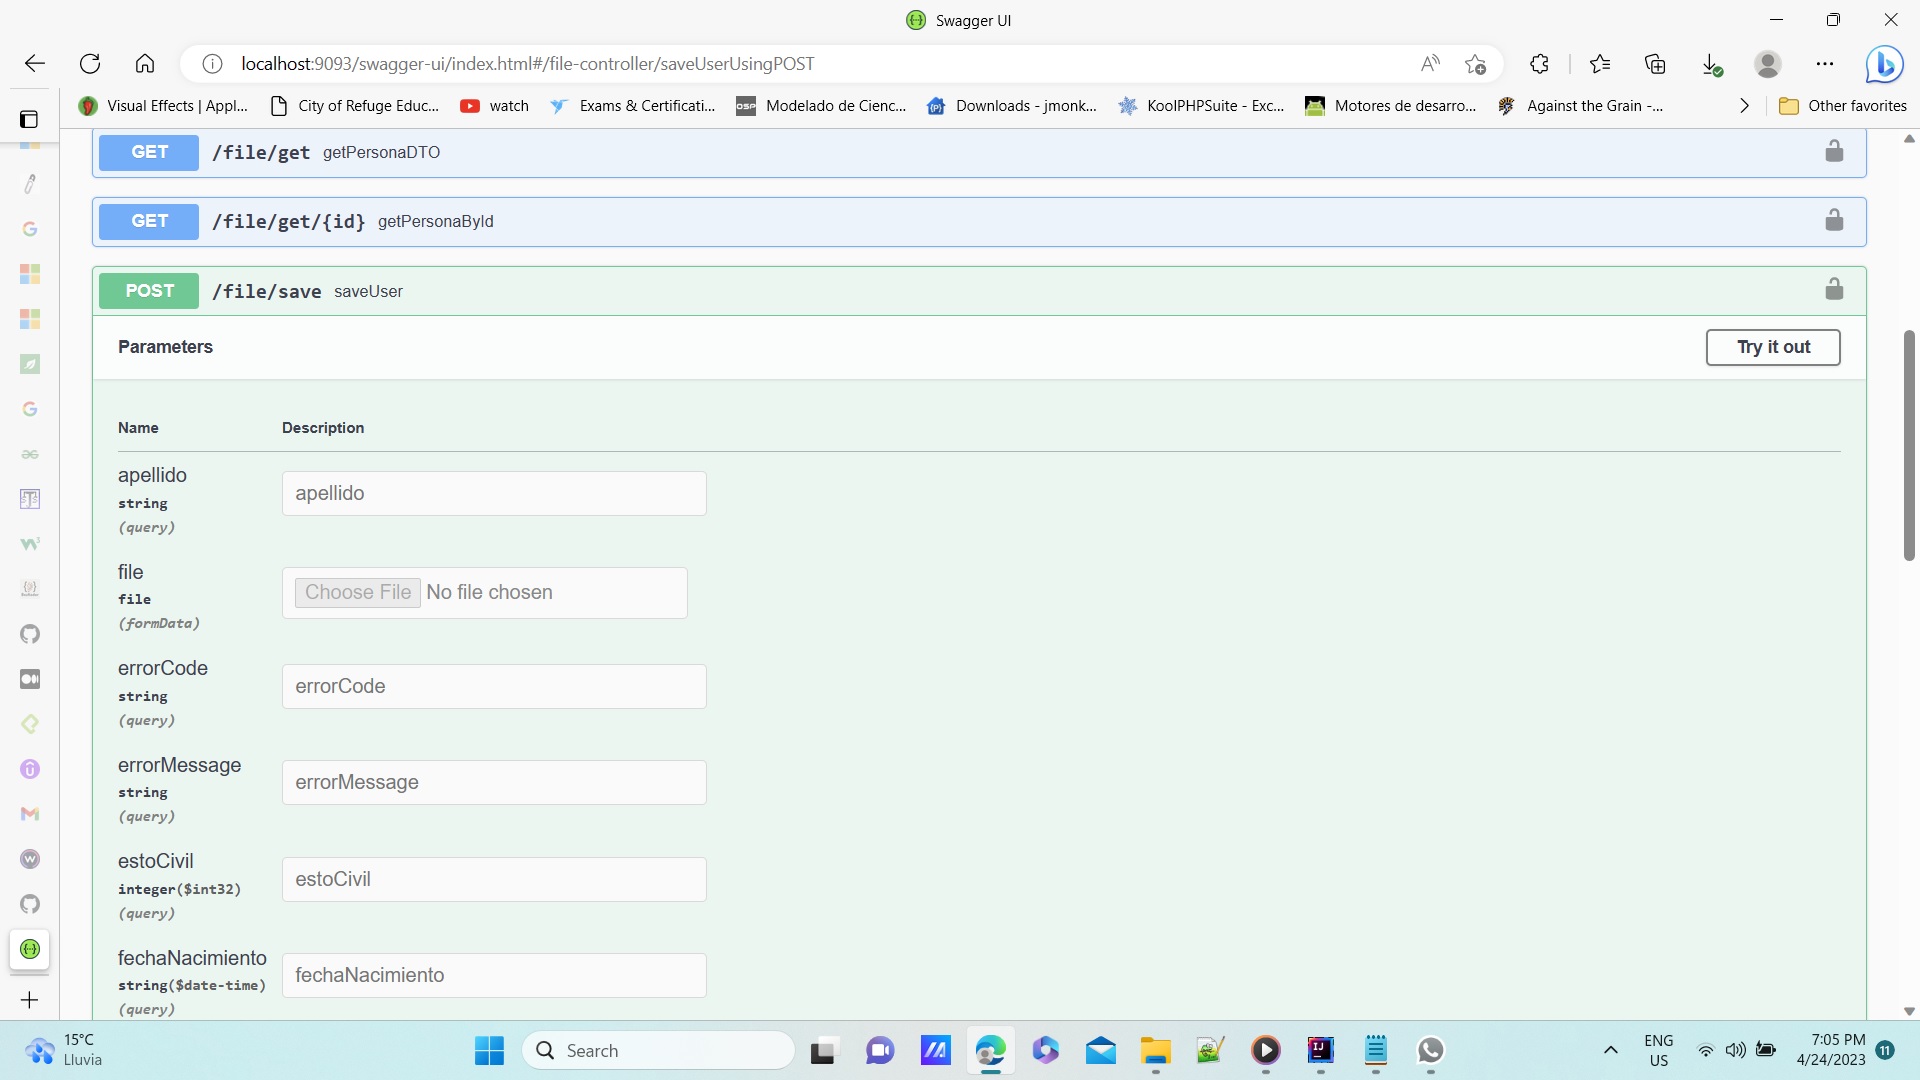 Swagger UI
localhost:9093/swagger-ui/index.html#/file-controller/saveUserUsingPOST
Visual Effects | Appl... City of Refuge Educ... watch Exams & Certificati... Modelado de Cienc... Downloads - jmonk... KoolPHPSuite - Exc... Motores de desarro... Against the Grain -... Other favorites
GET /file/get getPersonaDTO
GET /file/get/{id} getPersonaById
POST /file/save saveUser
Parameters
Try it out
Name Description
apellido
string
(query)
apellido
file
file
(formData)
Choose File No file chosen
errorCode
string
(query)
errorCode
errorMessage
string
(query)
errorMessage
estoCivil
integer($int32)
(query)
estoCivil
fechaNacimiento
string($date-time)
(query)
fechaNacimiento
15°C
Lluvia
Search
ENG
US
7:05 PM
4/24/2023
11